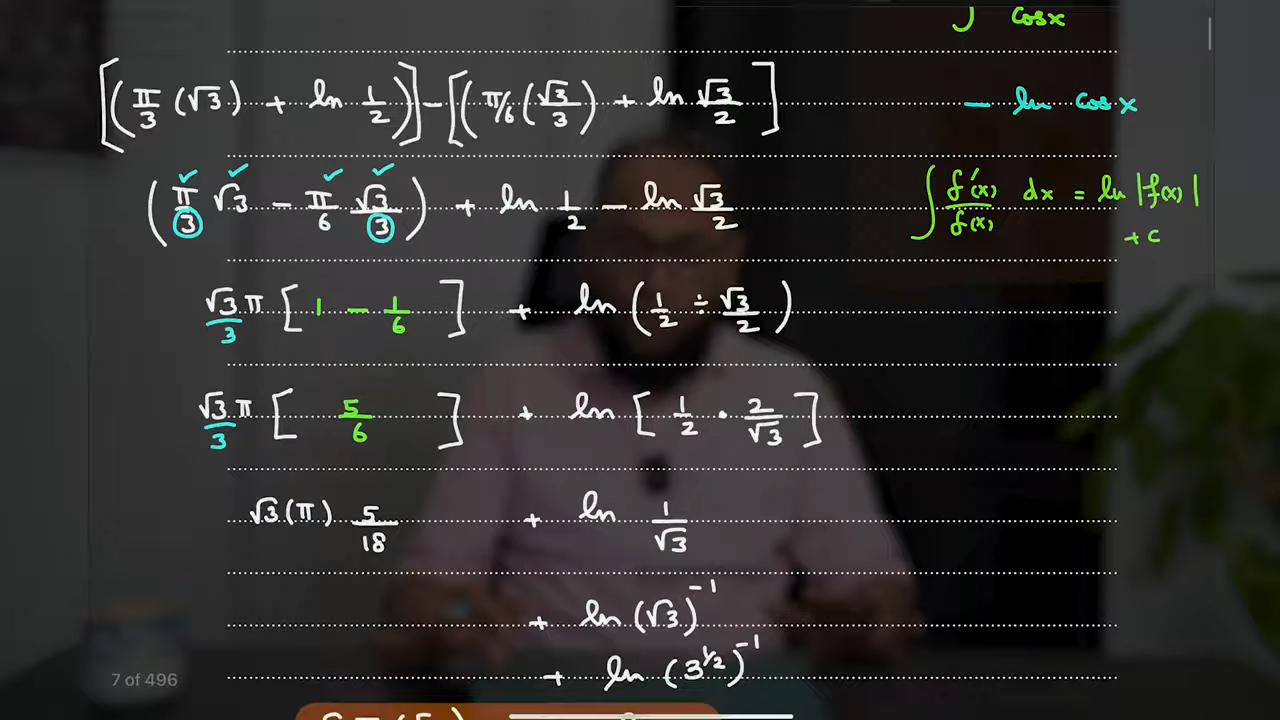 ∫ cosx
[(π/3 (√3) + ln 1/2)] − [(π/6 (√3/3) + ln √3/2]
− ln cosx
(π/3 √3 − π/6 √3/3) + ln 1/2 − ln √3/2
∫ f'(x)/f(x) dx = ln |f(x)|
+ c
√3/3 π [1 − 1/6] + ln (1/2 ÷ √3/2)
√3/3 π [5/6] + ln [1/2 · 2/√3]
√3 (π) 5/18 + ln 1/√3
+ ln (√3)^−1
+ ln (3^1/2)^−1
7 of 496